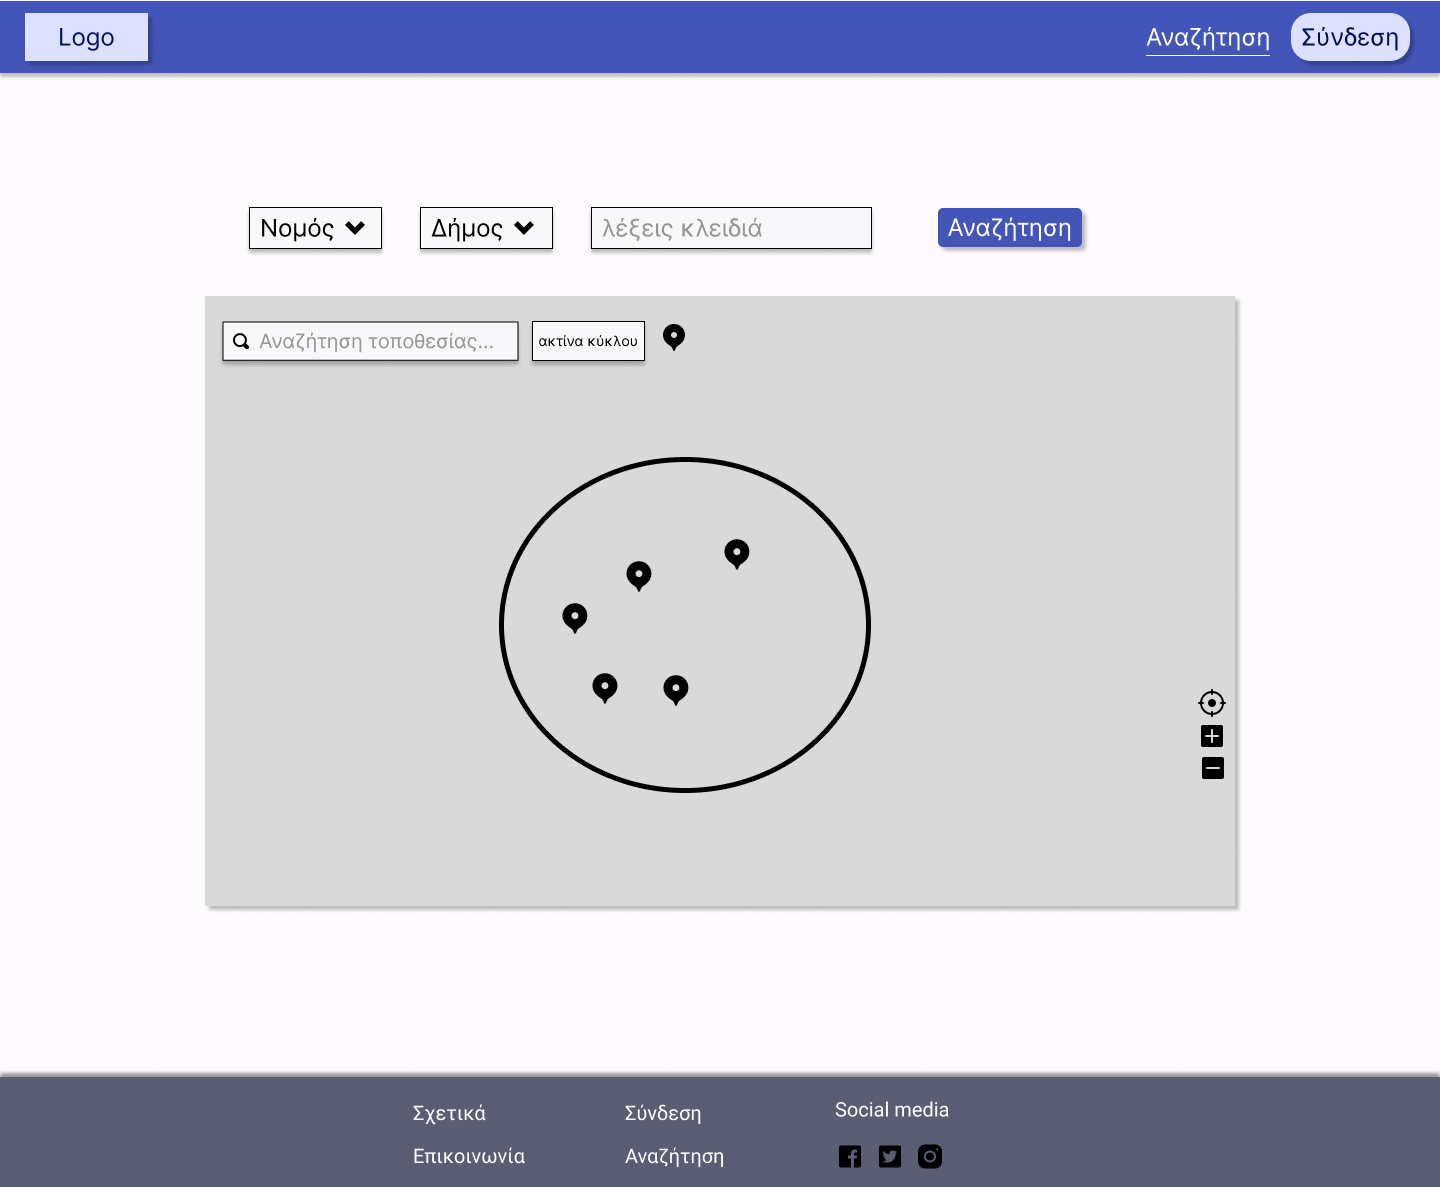 Logo
Αναζήτηση
Σύνδεση
Νομός
Δήμος
λέξεις κλειδιά
Αναζήτηση
Αναζήτηση τοποθεσίας...
ακτίνα κύκλου
Σχετικά
Σύνδεση
Social media
Επικοινωνία
Αναζήτηση